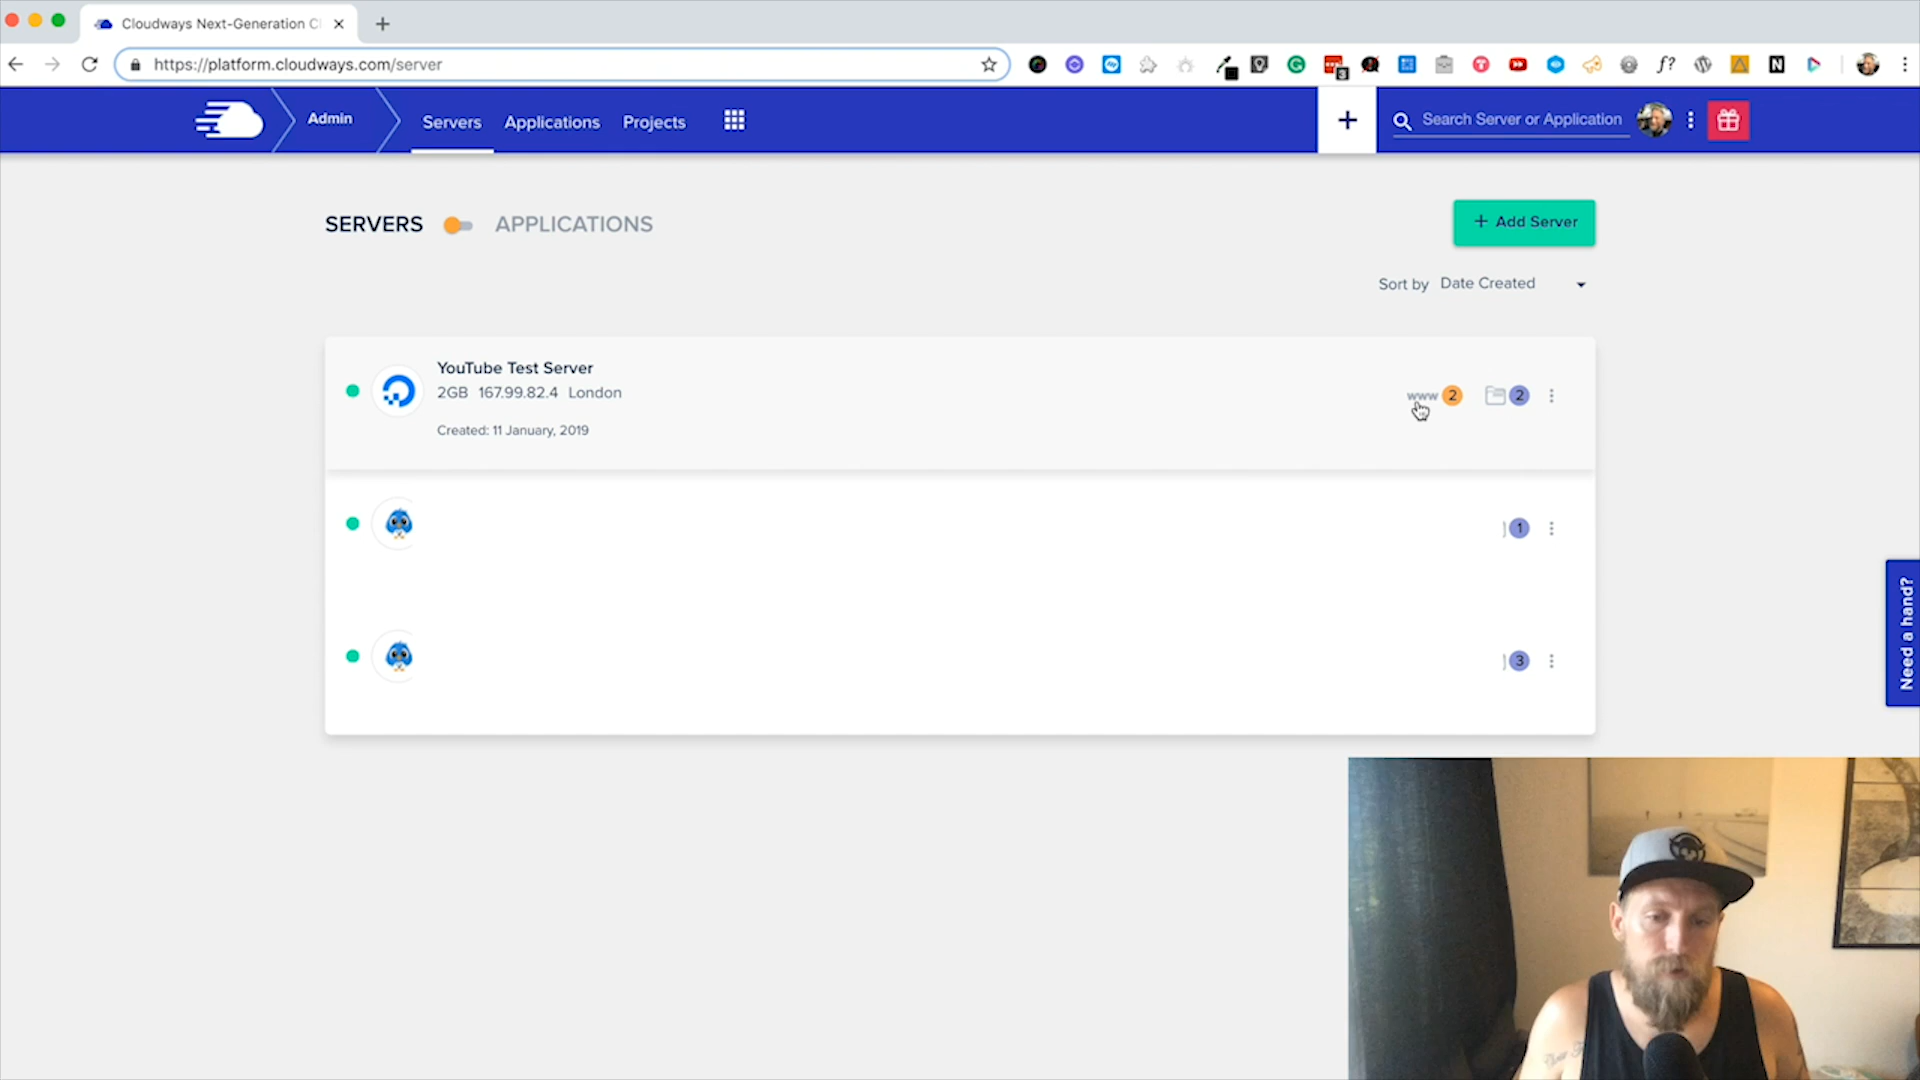 Cloudways Next-Generation Cl
https://platform.cloudways.com/server
3
f?
N
Admin
Servers
Applications
Projects
+
Search Server or Application
SERVERS
APPLICATIONS
+ Add Server
Sort by Date Created
YouTube Test Server
2GB 167.99.82.4 London
Created: 11 January, 2019
www 2
2
1
3
Need a hand?